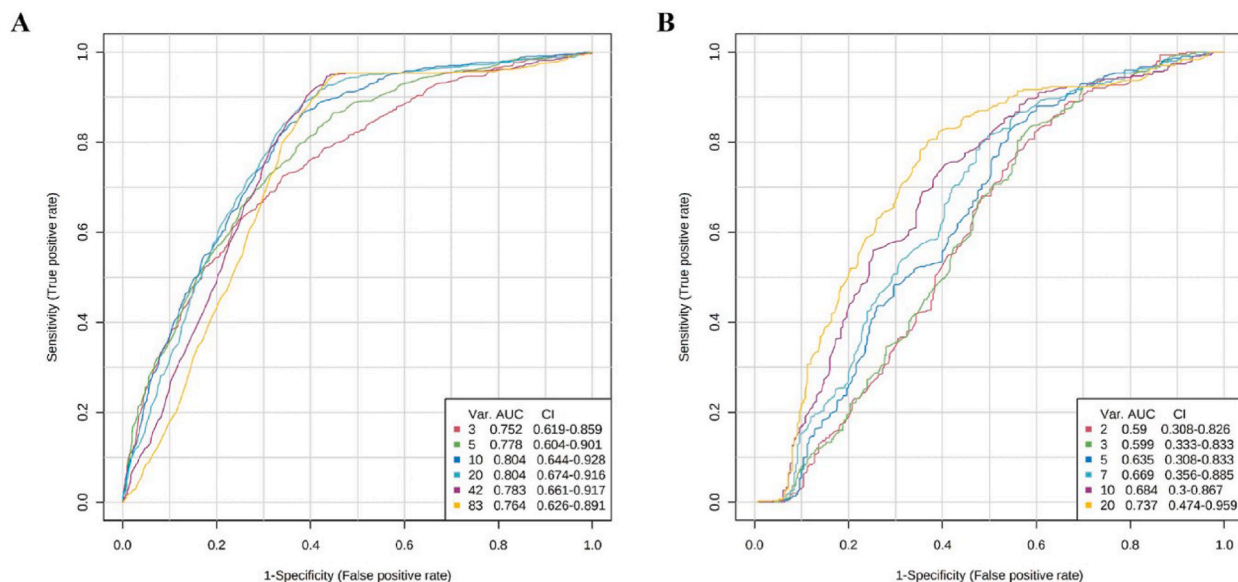 A
Sensitivity (True positive rate)
1.0
0.8
0.6
0.4
0.2
0.0
Var. AUC CI
3 0.752 0.619-0.859
5 0.778 0.604-0.901
10 0.804 0.644-0.928
20 0.804 0.674-0.916
42 0.783 0.661-0.917
83 0.764 0.626-0.891
0.0 0.2 0.4 0.6 0.8 1.0
1-Specificity (False positive rate)
B
Sensitivity (True positive rate)
1.0
0.8
0.6
0.4
0.2
0.0
Var. AUC CI
2 0.59 0.308-0.826
3 0.599 0.333-0.833
5 0.635 0.308-0.833
7 0.669 0.356-0.885
10 0.684 0.3-0.867
20 0.737 0.474-0.959
0.0 0.2 0.4 0.6 0.8 1.0
1-Specificity (False positive rate)